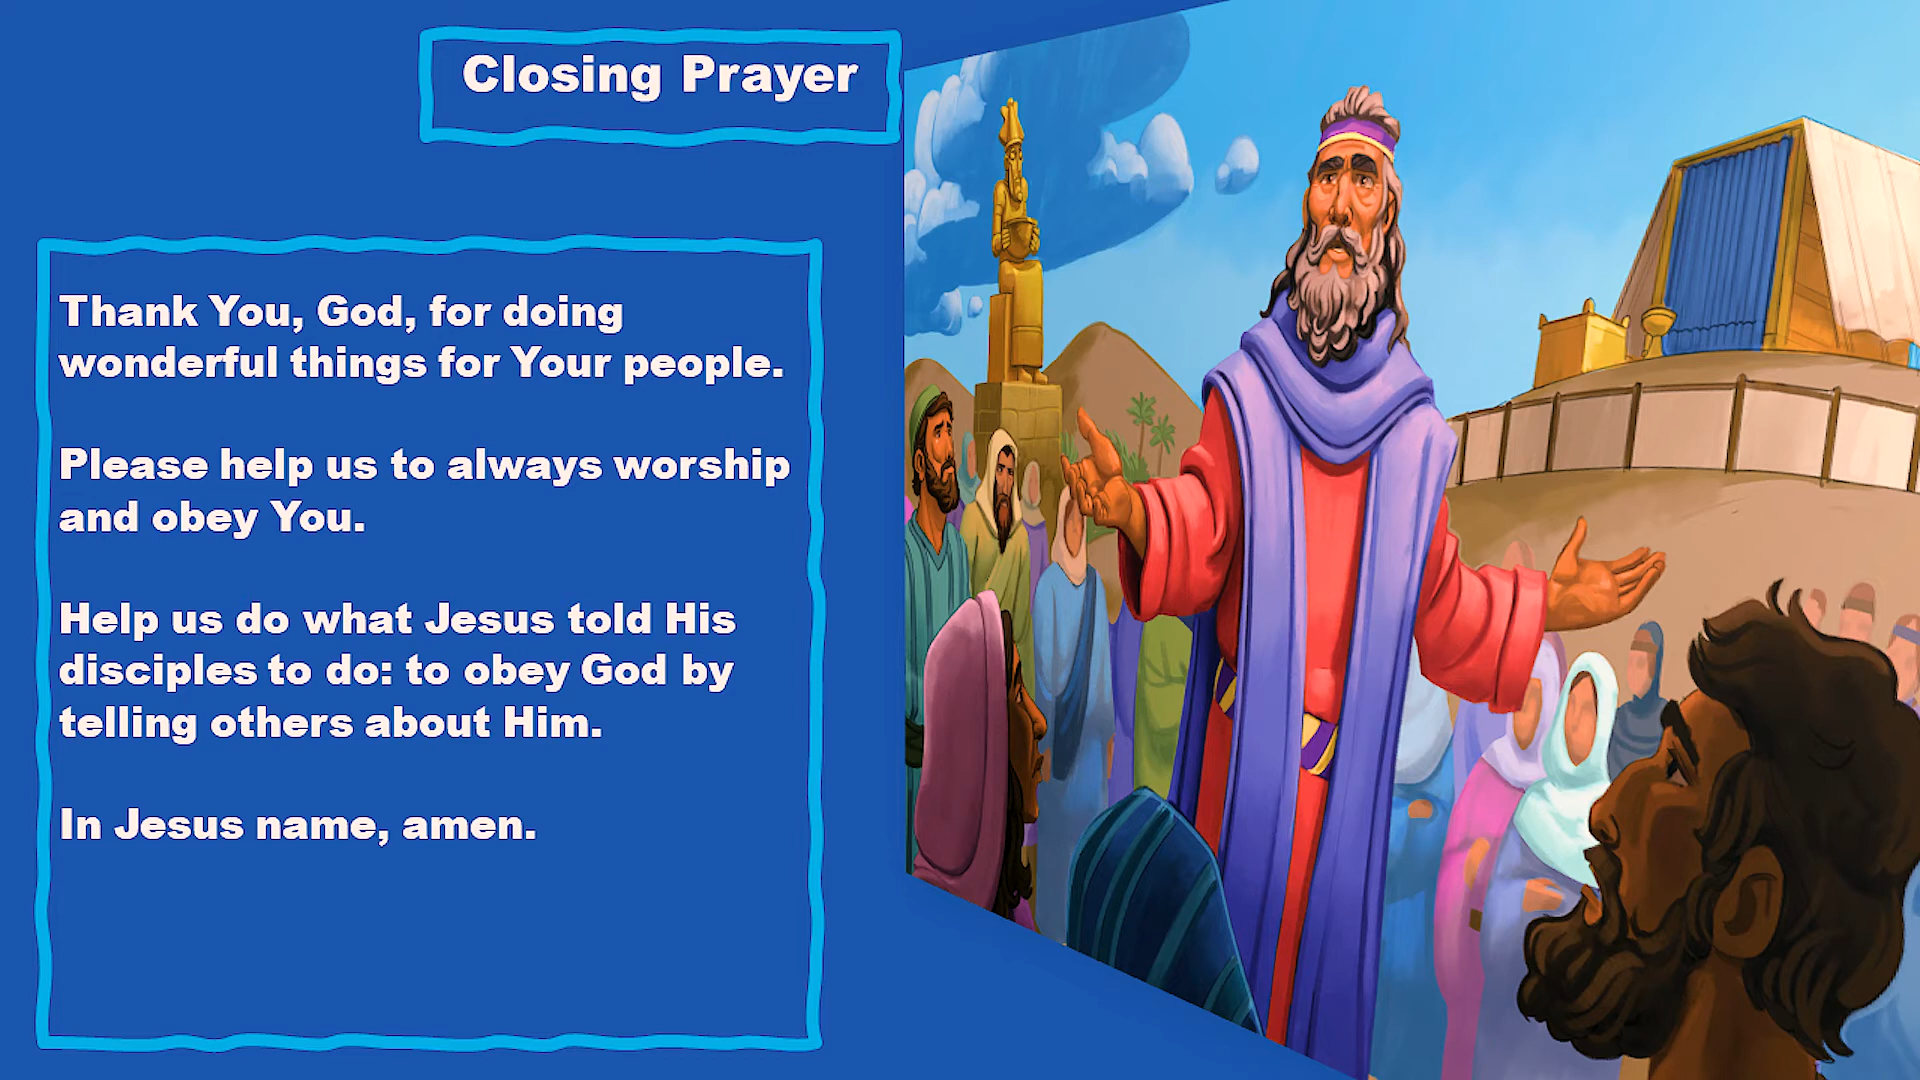 Closing Prayer
Thank You, God, for doing
wonderful things for Your people.
Please help us to always worship
and obey You.
Help us do what Jesus told His
disciples to do: to obey God by
telling others about Him.
In Jesus name, amen.